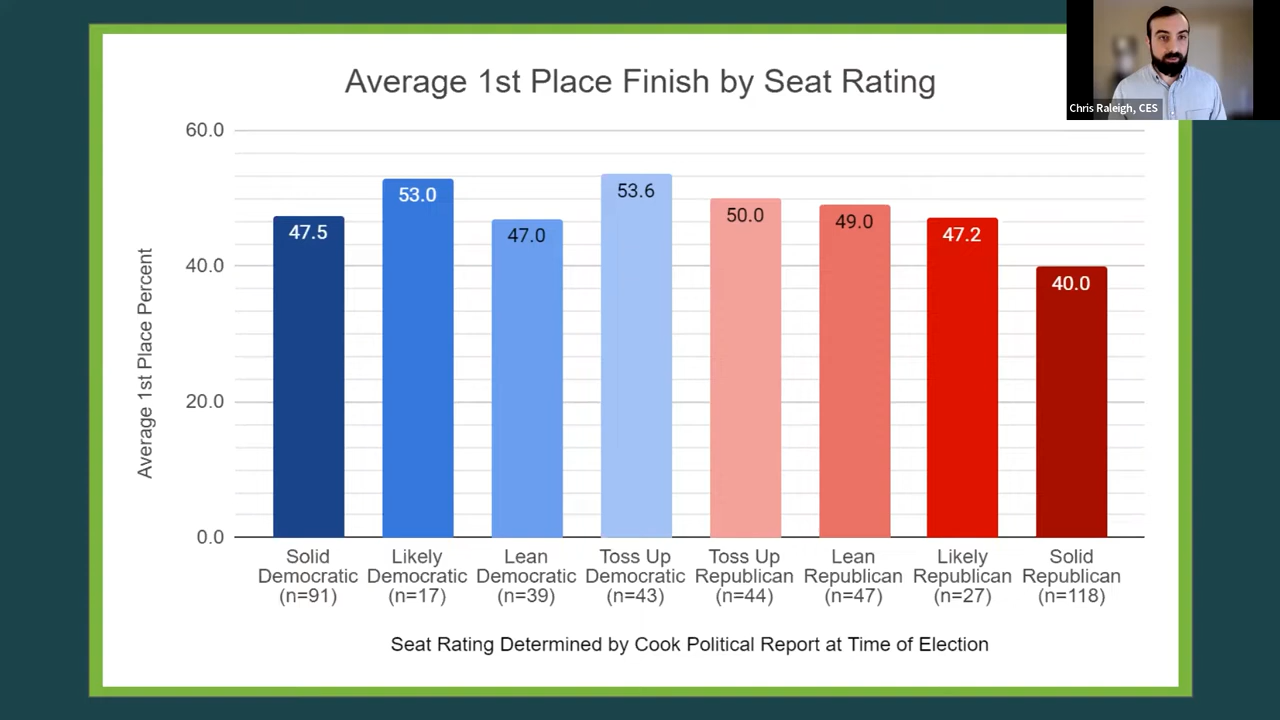 Average 1st Place Finish by Seat Rating
Chris Raleigh, CES
Average 1st Place Percent
60.0
40.0
20.0
0.0
47.5
53.0
47.0
53.6
50.0
49.0
47.2
40.0
Solid
Democratic
(n=91)
Likely
Democratic
(n=17)
Lean
Democratic
(n=39)
Toss Up
Democratic
(n=43)
Toss Up
Republican
(n=44)
Lean
Republican
(n=47)
Likely
Republican
(n=27)
Solid
Republican
(n=118)
Seat Rating Determined by Cook Political Report at Time of Election